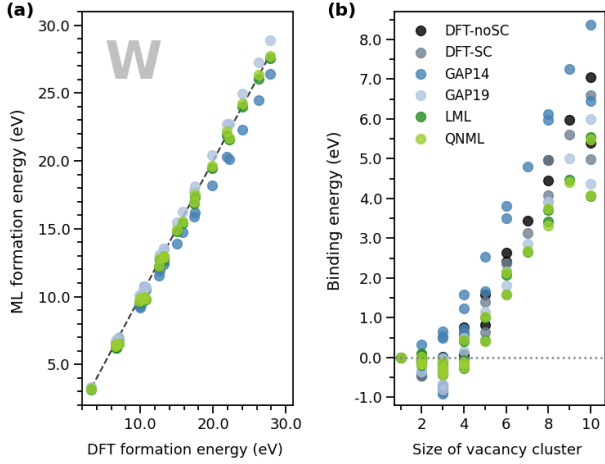 (a)
W
30.0
25.0
20.0
15.0
10.0
5.0
ML formation energy (eV)
10.0 20.0 30.0
DFT formation energy (eV)
(b)
DFT-noSC
DFT-SC
GAP14
GAP19
LML
QNML
8.0
7.0
6.0
5.0
4.0
3.0
2.0
1.0
0.0
-1.0
Binding energy (eV)
2 4 6 8 10
Size of vacancy cluster